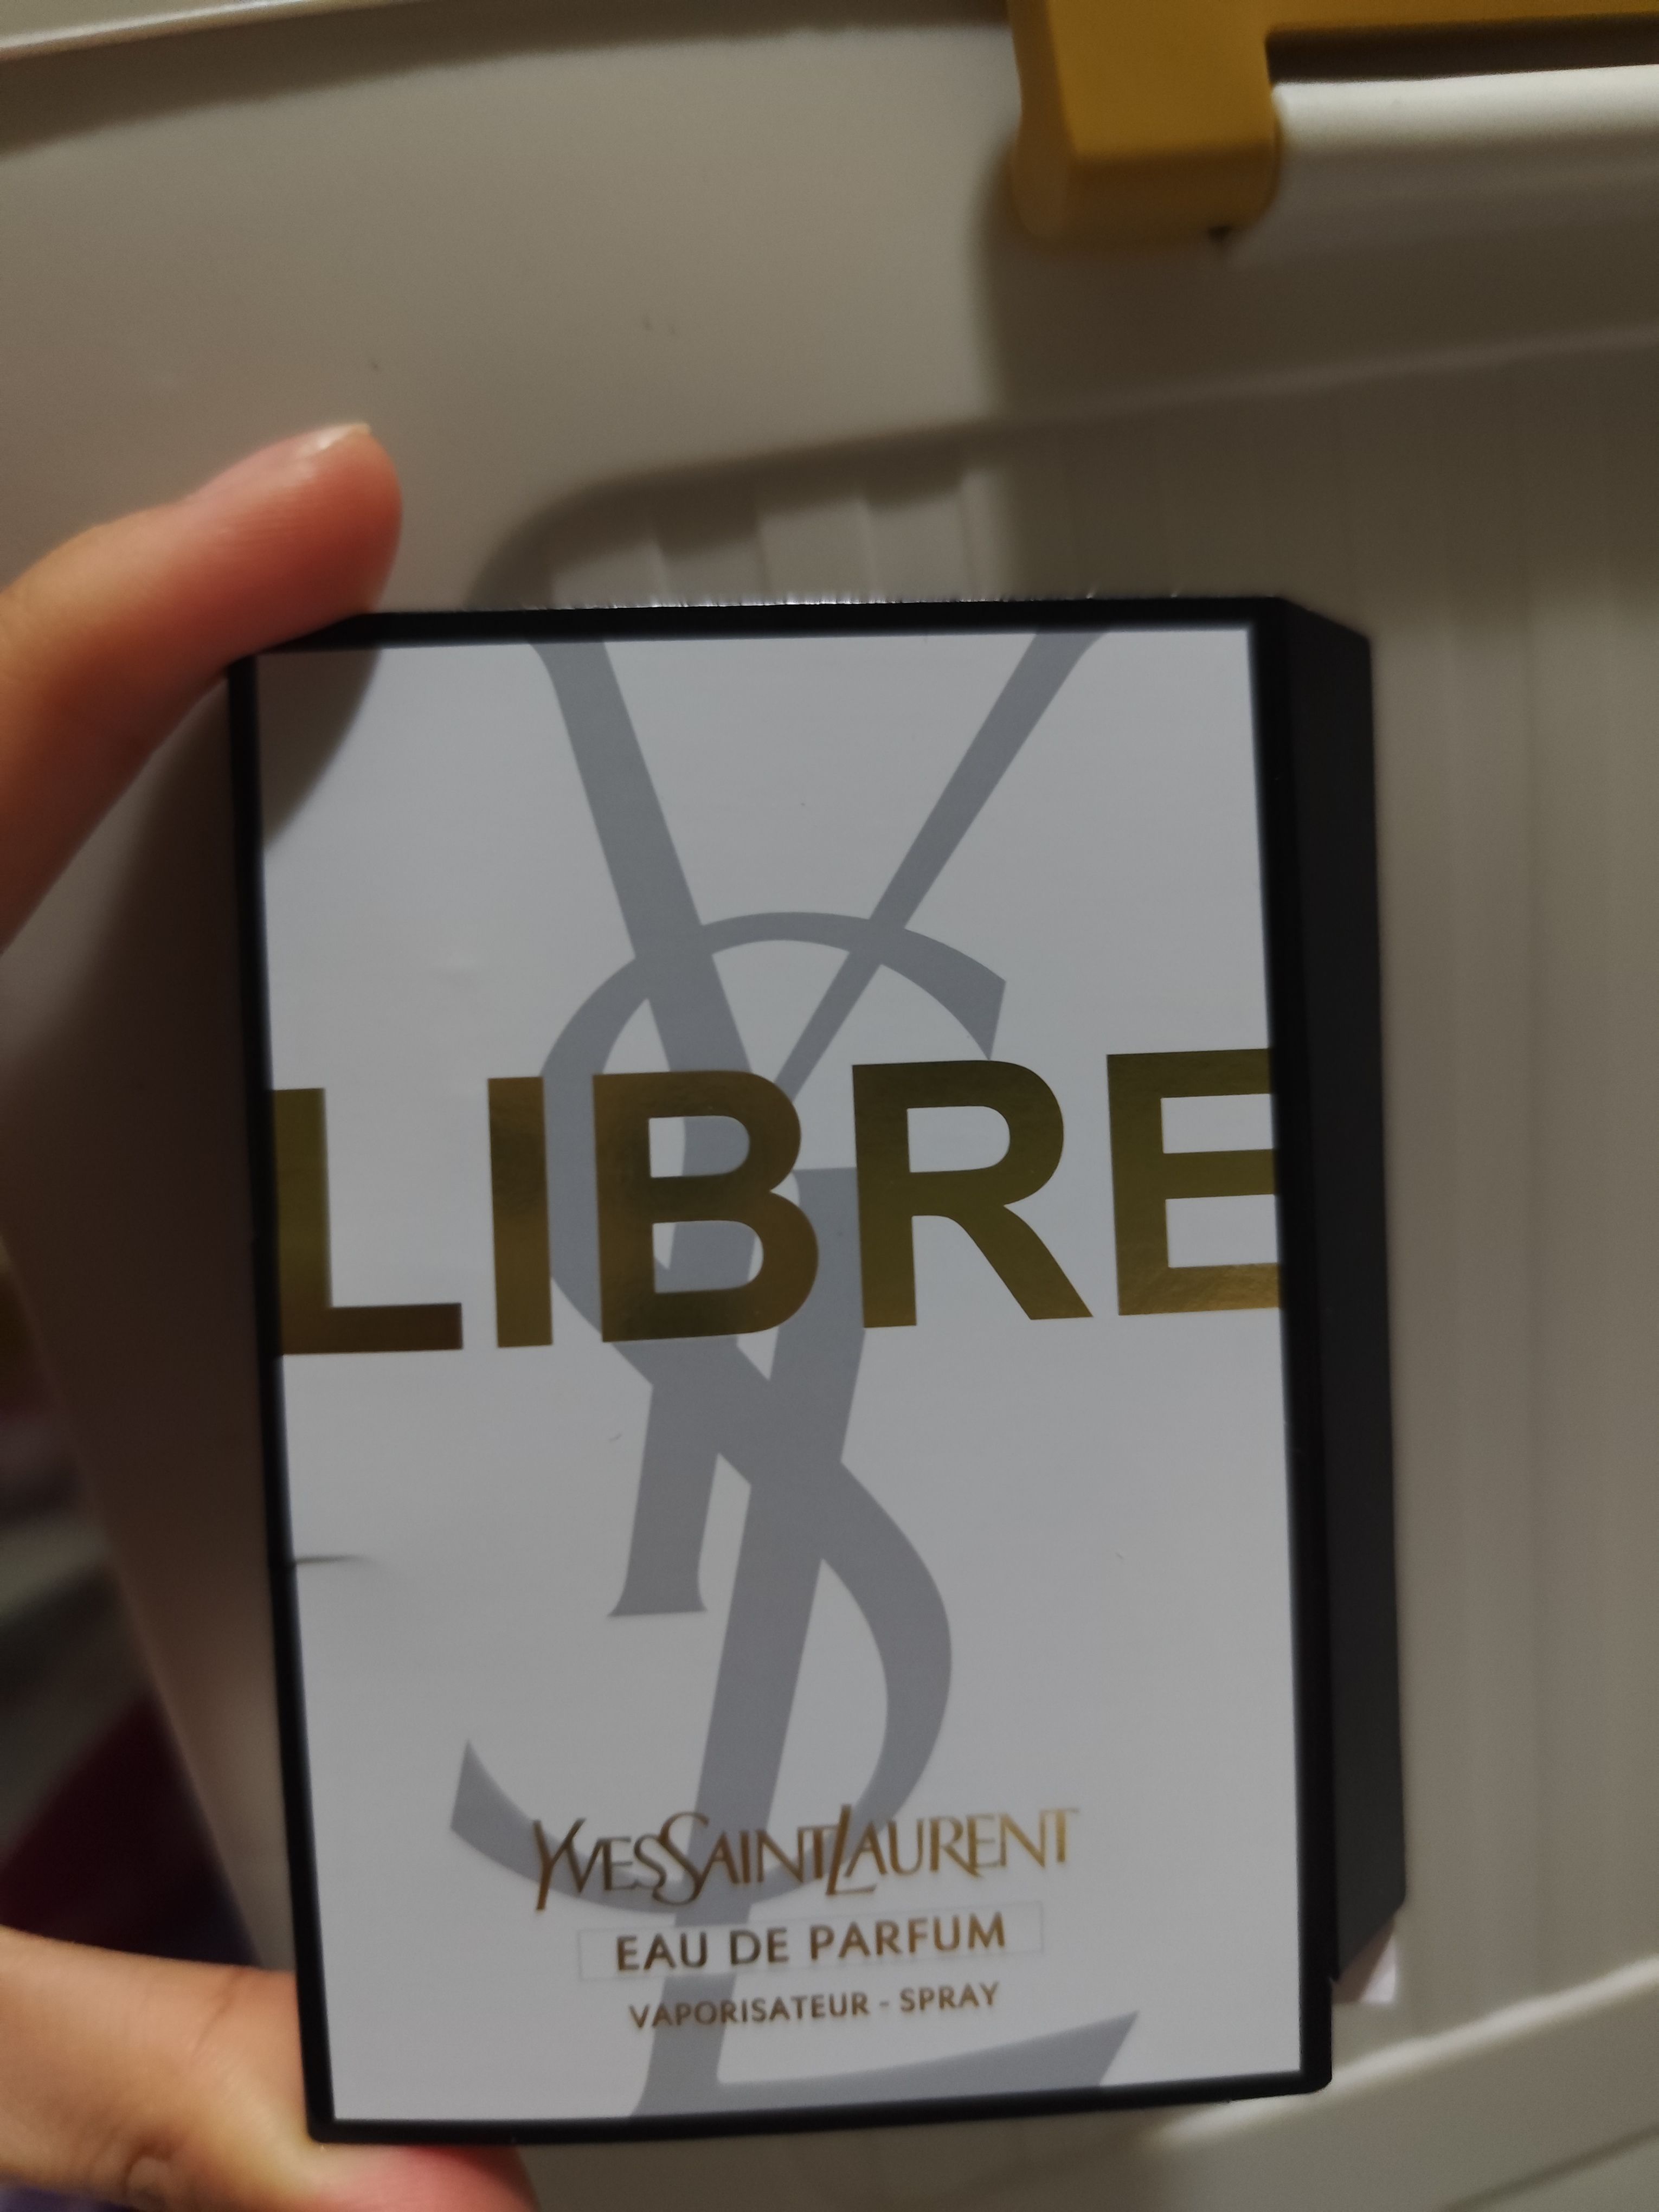 LIBRE
YVESSAINTLAURENT
EAU DE PARFUM
VAPORISATEUR - SPRAY